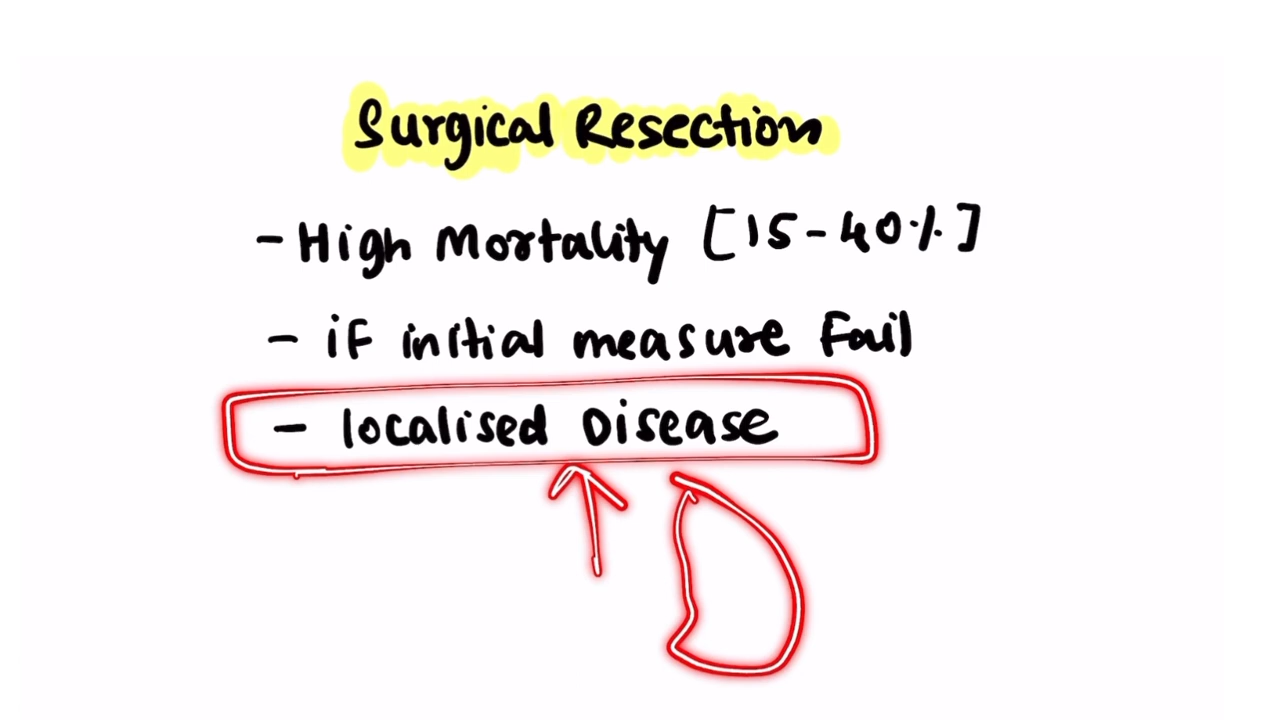 Surgical Resection
- High Mortality [15-40%]
- if initial measure Fail
- localised Disease